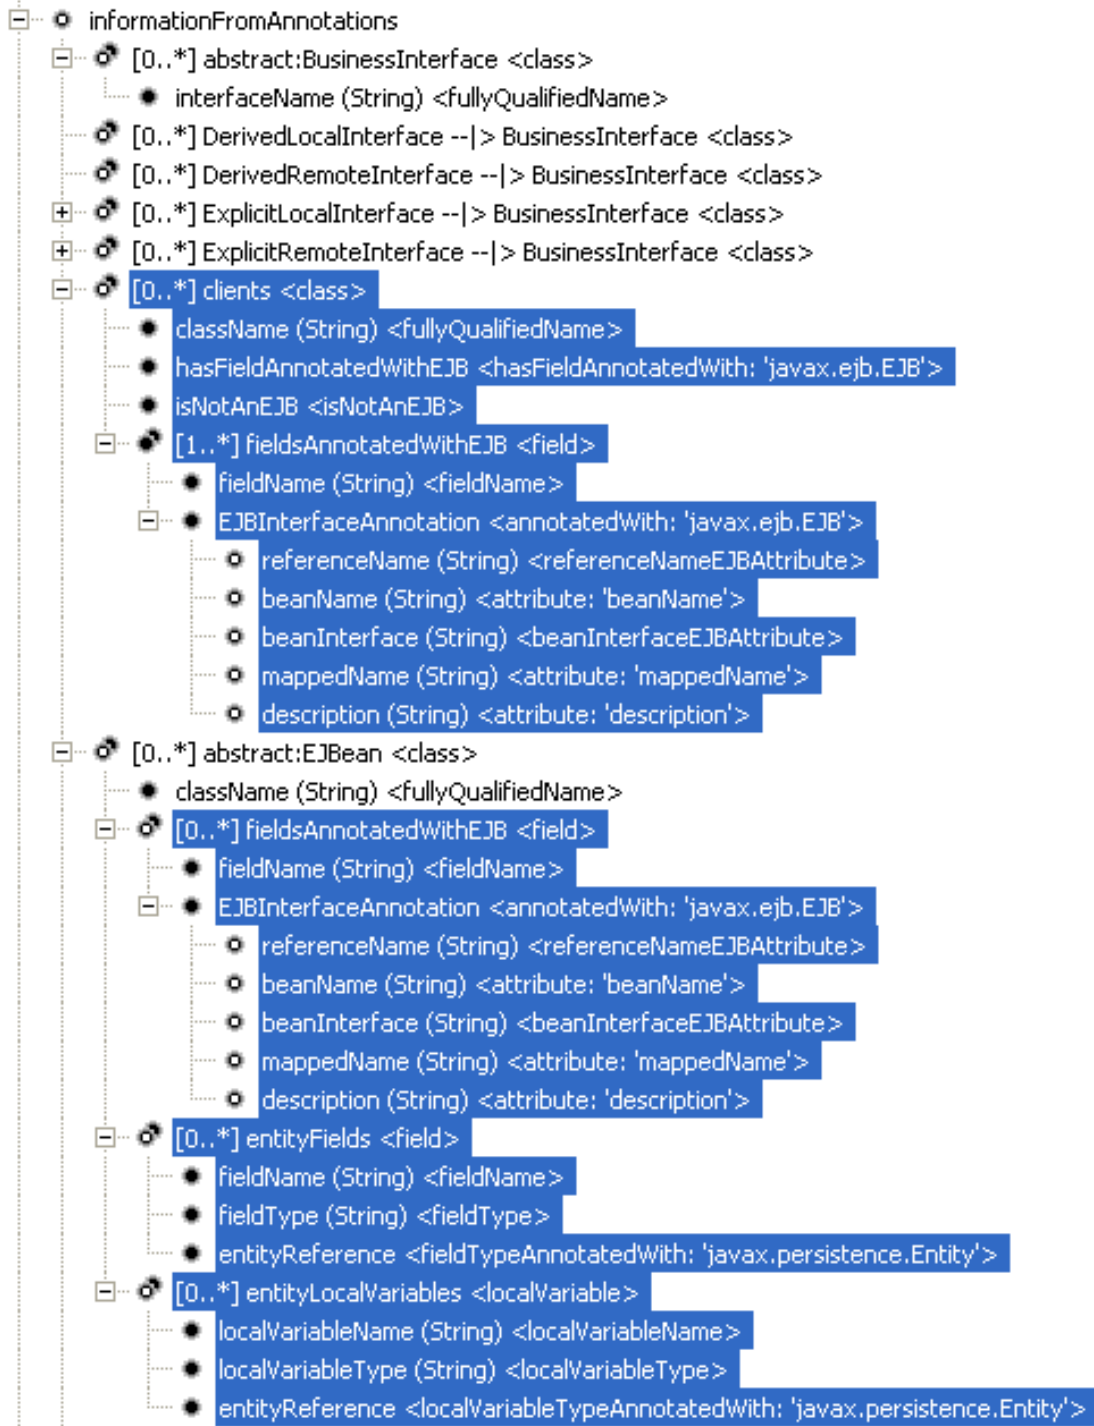 informationFromAnnotations
[0..*] abstract:BusinessInterface <class>
interfaceName (String) <fullyQualifiedName>
[0..*] DerivedLocalInterface --|> BusinessInterface <class>
[0..*] DerivedRemoteInterface --|> BusinessInterface <class>
[0..*] ExplicitLocalInterface --|> BusinessInterface <class>
[0..*] ExplicitRemoteInterface --|> BusinessInterface <class>
[0..*] clients <class>
className (String) <fullyQualifiedName>
hasFieldAnnotatedWithEJB <hasFieldAnnotatedWith: 'javax.ejb.EJB'>
isNotAnEJB <isNotAnEJB>
[1..*] fieldsAnnotatedWithEJB <field>
fieldName (String) <fieldName>
EJBInterfaceAnnotation <annotatedWith: 'javax.ejb.EJB'>
referenceName (String) <referenceNameEJBAttribute>
beanName (String) <attribute: 'beanName'>
beanInterface (String) <beanInterfaceEJBAttribute>
mappedName (String) <attribute: 'mappedName'>
description (String) <attribute: 'description'>
[0..*] abstract:EJBean <class>
className (String) <fullyQualifiedName>
[0..*] fieldsAnnotatedWithEJB <field>
fieldName (String) <fieldName>
EJBInterfaceAnnotation <annotatedWith: 'javax.ejb.EJB'>
referenceName (String) <referenceNameEJBAttribute>
beanName (String) <attribute: 'beanName'>
beanInterface (String) <beanInterfaceEJBAttribute>
mappedName (String) <attribute: 'mappedName'>
description (String) <attribute: 'description'>
[0..*] entityFields <field>
fieldName (String) <fieldName>
fieldType (String) <fieldType>
entityReference <fieldTypeAnnotatedWith: 'javax.persistence.Entity'>
[0..*] entityLocalVariables <localVariable>
localVariableName (String) <localVariableName>
localVariableType (String) <localVariableType>
entityReference <localVariableTypeAnnotatedWith: 'javax.persistence.Entity'>